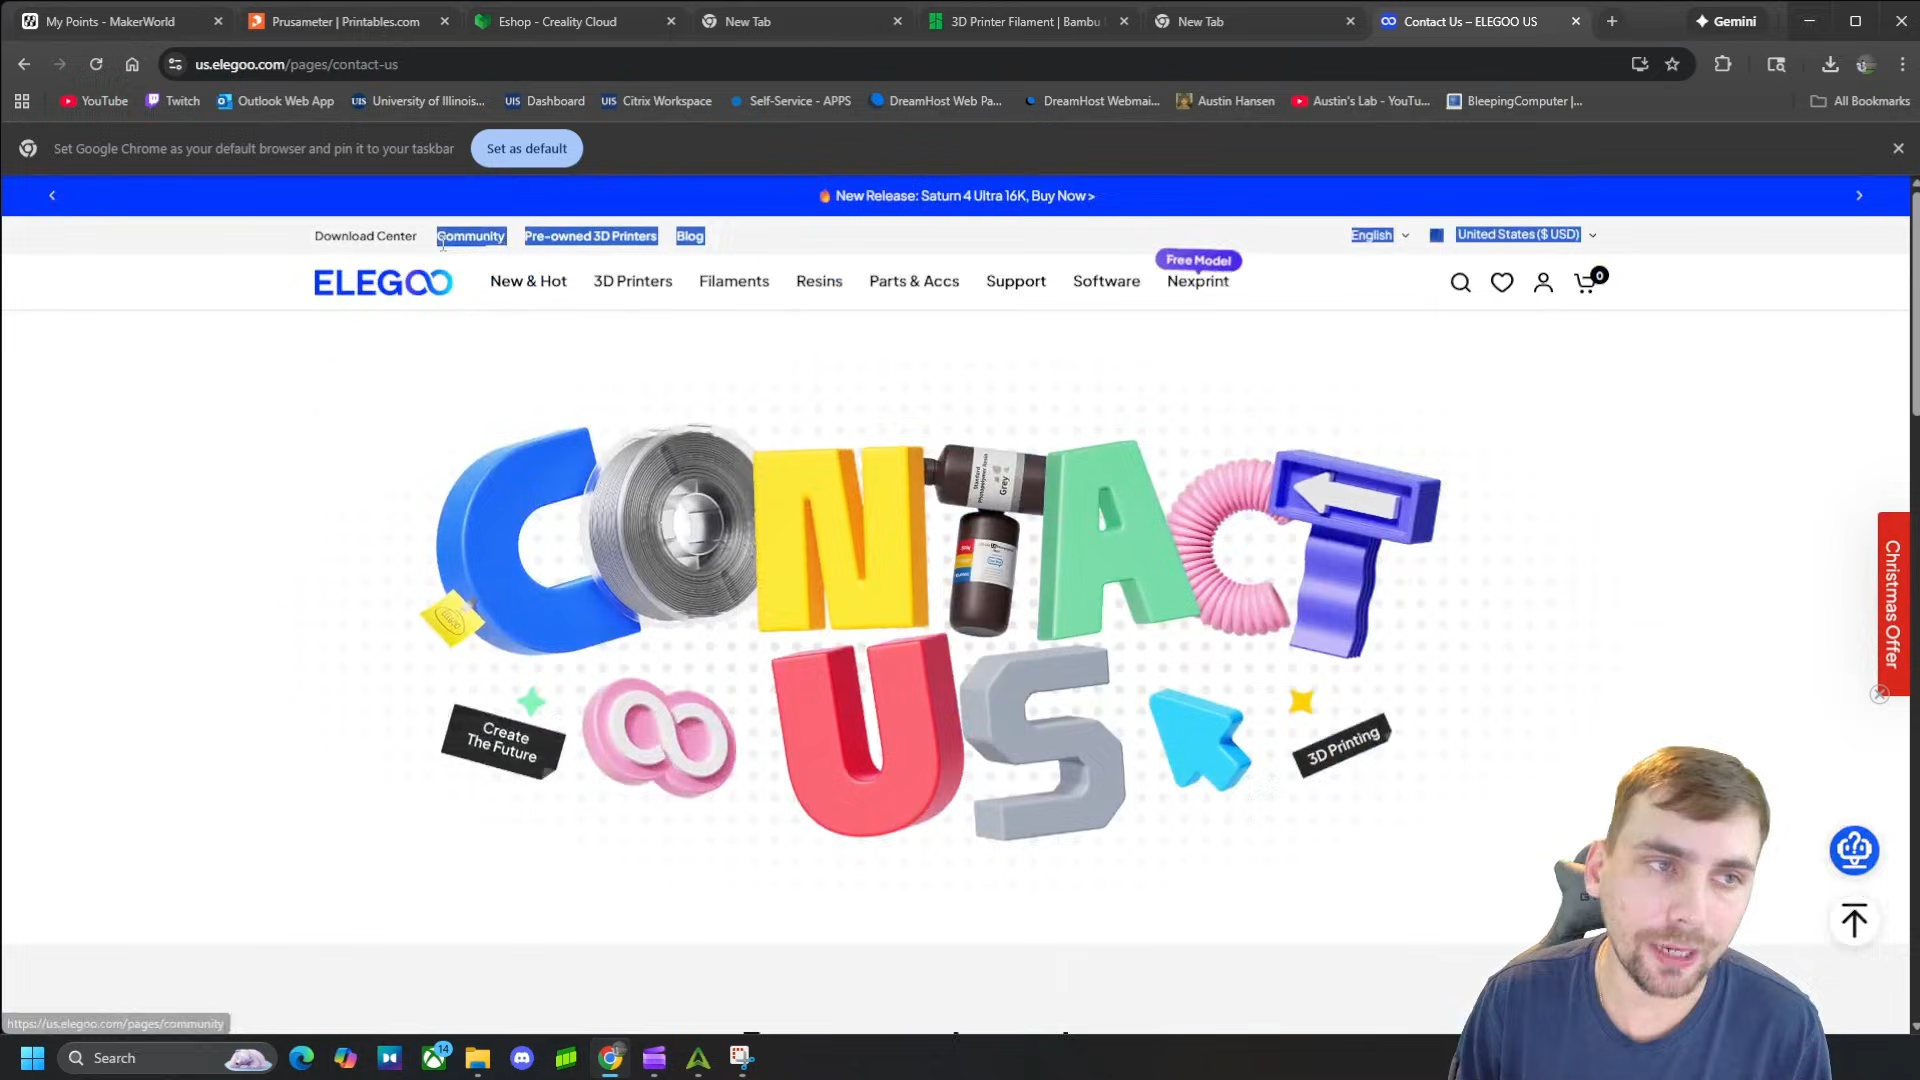 My Points - MakerWorld
Prusameter | Printables.com
Eshop - Creality Cloud
New Tab
3D Printer Filament | Bambu
New Tab
Contact Us – ELEGOO US
Gemini
us.elegoo.com/pages/contact-us
YouTube
Twitch
Outlook Web App
University of Illinois...
Dashboard
Citrix Workspace
Self-Service - APPS
DreamHost Web Pa...
DreamHost Webmai...
Austin Hansen
Austin's Lab - YouTu...
BleepingComputer |...
All Bookmarks
Set Google Chrome as your default browser and pin it to your taskbar
Set as default
New Release: Saturn 4 Ultra 16K, Buy Now >
Download Center
Community
Pre-owned 3D Printers
Blog
English
United States ($ USD)
Free Model
ELEGOO
New & Hot
3D Printers
Filaments
Resins
Parts & Accs
Support
Software
Nexprint
0
CONTACT
Grey
US
Create
The Future
3D Printing
Christmas Offer
https://us.elegoo.com/pages/community
Search
14